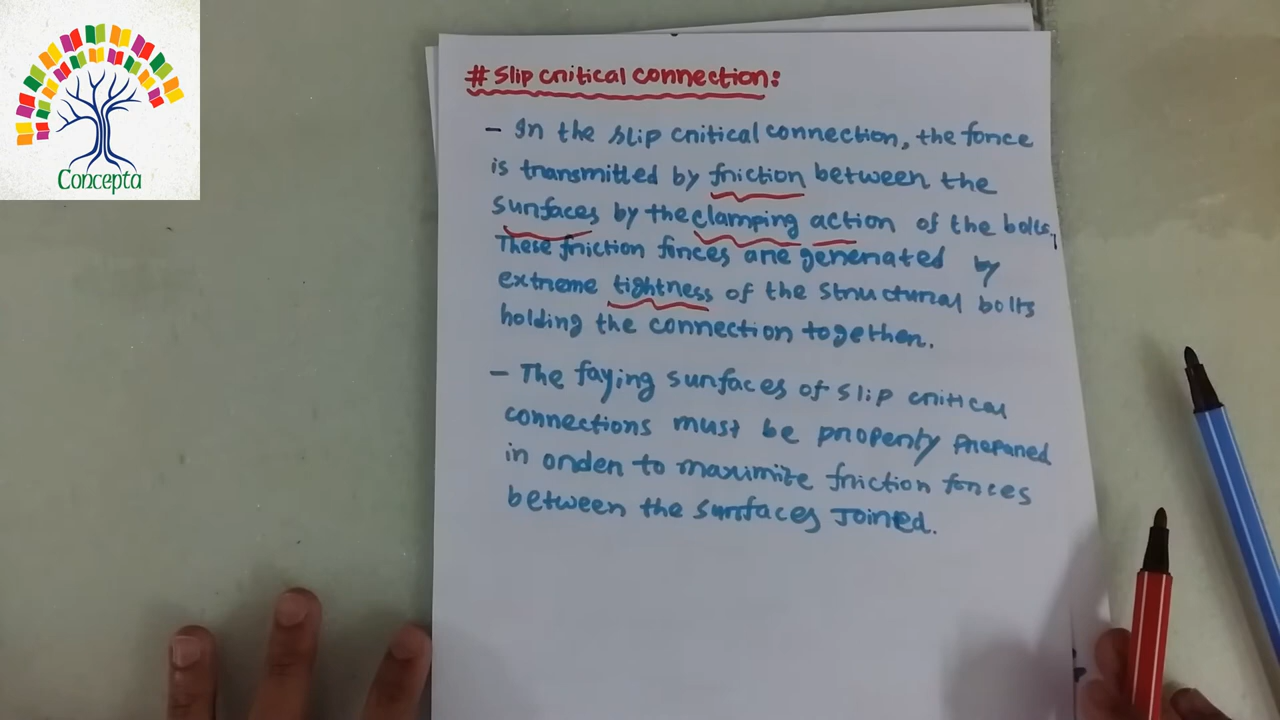 Concepta
# Slip critical connection:
- In the slip critical connection, the force
is transmitted by friction between the
surfaces by the clamping action of the bolts,
These friction forces are generated by
extreme tightness of the structural bolts
holding the connection together.
- The faying surfaces of slip critical
connections must be properly prepared
in order to maximize friction forces
between the surfaces joined.